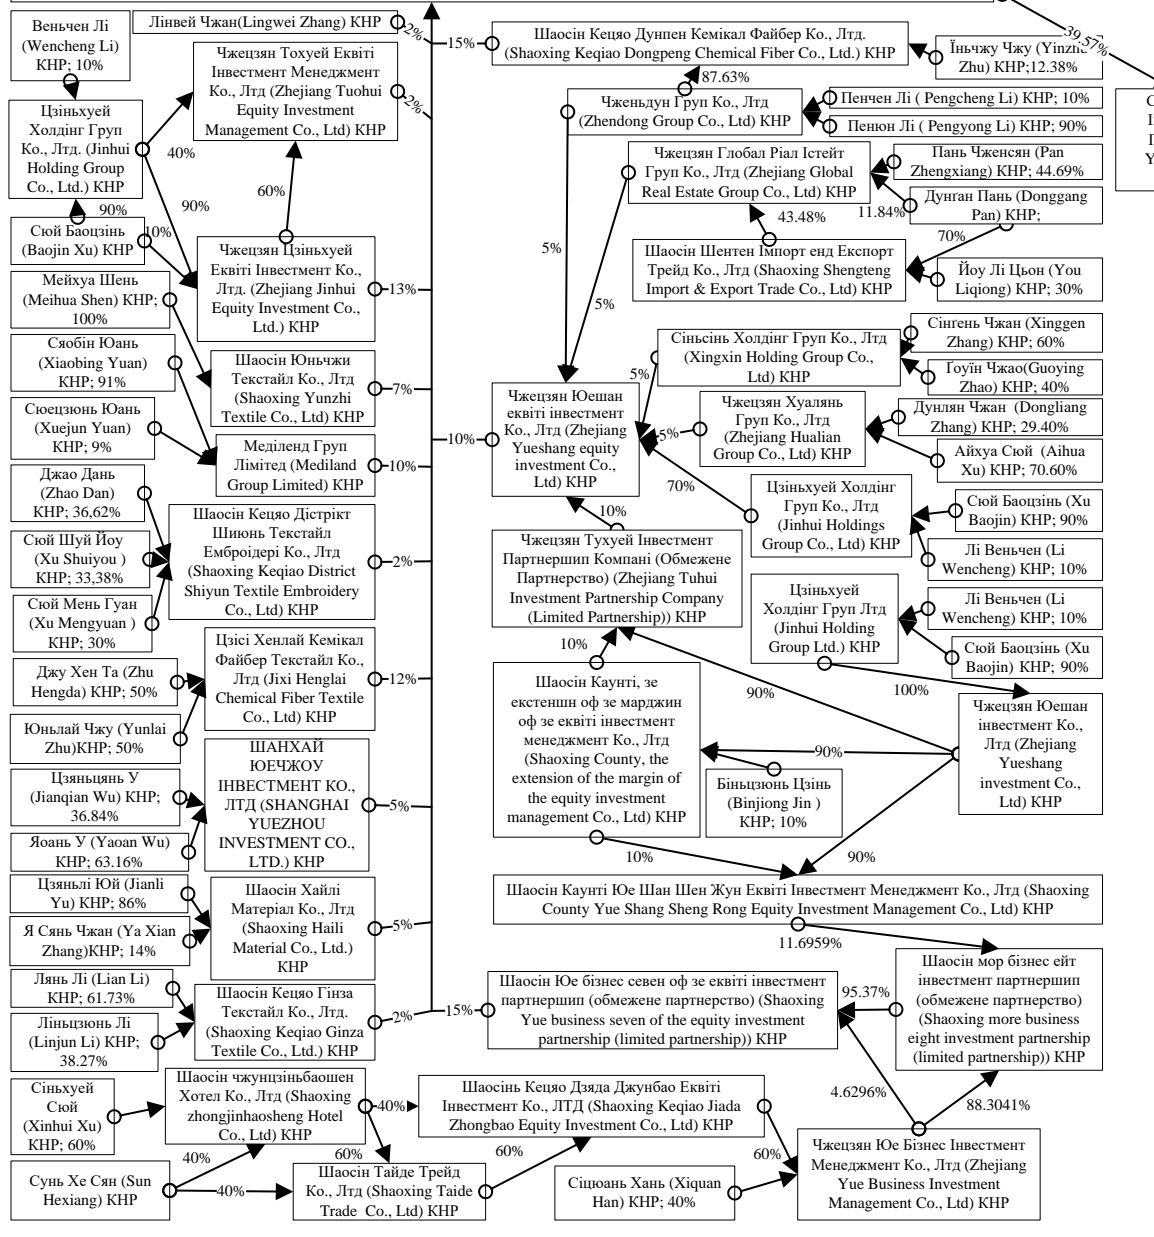 Веньчен Лі
(Wencheng Li)
КНР; 10%
Лінвей Чжан(Lingwei Zhang) КНР
2%
Чжецзян Тохуей Еквіті
Інвестмент Менеджмент
Ко., Лтд (Zhejiang Tuohui
Equity Investment
Management Co., Ltd) КНР
2%
Цзіньхуей
Холдінг Груп
Ко., Лтд. (Jinhui
Holding Group
Co., Ltd.) КНР
40%
90%
60%
90%
Сюй Баоцзінь
(Baojin Xu) КНР
10%
Чжецзян Цзіньхуей
Еквіті Інвестмент Ко.,
Лтд. (Zhejiang Jinhui
Equity Investment Co.,
Ltd.) КНР
13%
Мейхуа Шень
(Meihua Shen) КНР;
100%
Сяобін Юань
(Xiaobing Yuan)
КНР; 91%
Шаосін Юньчжи
Текстайл Ко., Лтд
(Shaoxing Yunzhi
Textile Co., Ltd) КНР
7%
Сюецзюнь Юань
(Xuejun Yuan)
КНР; 9%
Меділенд Груп
Лімітед (Mediland
Group Limited) КНР
10%
Джао Дань
(Zhao Dan)
КНР; 36,62%
Сюй Шуй Йоу
(Xu Shuiyou )
КНР; 33,38%
Сюй Мень Гуан
(Xu Mengyuan )
КНР; 30%
Шаосін Кецяо Дістрікт
Шиюнь Текстайл
Ембройдері Ко., Лтд
(Shaoxing Keqiao District
Shiyun Textile Embroidery
Co., Ltd) КНР
2%
Джу Хен Та (Zhu
Hengda) КНР; 50%
Юньлай Чжу (Yunlai
Zhu)КНР; 50%
Цзісі Хенлай Кемікал
Файбер Текстайл Ко.,
Лтд (Jixi Henglai
Chemical Fiber Textile
Co., Ltd) КНР
12%
Цзяньцянь У
(Jianqian Wu) КНР;
36.84%
Яоань У (Yaoan Wu)
КНР; 63.16%
ШАНХАЙ
ЮЕЧЖОУ
ІНВЕСТМЕНТ КО.,
ЛТД (SHANGHAI
YUEZHOU
INVESTMENT CO.,
LTD.) КНР
5%
Цзяньлі Юй (Jianli
Yu) КНР; 86%
Я Сянь Чжан (Ya Xian
Zhang)КНР; 14%
Шаосін Хайлі
Матеріал Ко., Лтд
(Shaoxing Haili
Material Co., Ltd.)
КНР
5%
Лянь Лі (Lian Li)
КНР; 61.73%
Ліньцзюнь Лі
(Linjun Li) КНР;
38.27%
Шаосін Кецяо Гінза
Текстайл Ко., Лтд.
(Shaoxing Keqiao Ginza
Textile Co., Ltd.) КНР
2%
Сіньхуей
Сюй
(Xinhui Xu)
КНР; 60%
Шаосін чжунцзіньбаошен
Хотел Ко., Лтд (Shaoxing
zhongjinhaosheng Hotel
Co., Ltd) КНР
40%
Сунь Хе Сян (Sun
Hexiang) КНР
40%
40%
60%
Шаосін Тайде Трейд
Ко., Лтд (Shaoxing Taide
Trade Co., Ltd) КНР
60%
Шаосінь Кецяо Дзяда Джунбао Еквіті
Інвестмент Ко., ЛТД (Shaoxing Keqiao Jiada
Zhongbao Equity Investment Co., Ltd) КНР
60%
Сіцюань Хань (Xiquan
Han) КНР; 40%
Чжецзян Юе Бізнес Інвестмент
Менеджмент Ко., Лтд (Zhejiang
Yue Business Investment
Management Co., Ltd) КНР
4.6296%
88.3041%
15%
Шаосін Кецяо Дунпен Кемікал Файбер Ко., Лтд.
(Shaoxing Keqiao Dongpeng Chemical Fiber Co., Ltd.) КНР
39.57%
Zhu) КНР;12.38%
87.63%
Чженьдун Груп Ко., Лтд
(Zhendong Group Co., Ltd) КНР
Пенчен Лі ( Pengcheng Li) КНР; 10%
Пенюн Лі ( Pengyong Li) КНР; 90%
Чжецзян Глобал Ріал Істейт
Груп Ко., Лтд (Zhejiang Global
Real Estate Group Co., Ltd) КНР
Пань Чженсян (Pan
Zhengxiang) КНР; 44.69%
11.84%
Дунґан Пань (Donggang
Pan) КНР;
43.48%
70%
5%
5%
Шаосін Шентен Імпорт енд Експорт
Трейд Ко., Лтд (Shaoxing Shengteng
Import & Export Trade Co., Ltd) КНР
Йоу Лі Цьон (You
Liqiong) КНР; 30%
Сіньсінь Холдінг Груп Ко., Лтд
(Xingxin Holding Group Co.,
Ltd) КНР
5%
Сінґень Чжан (Xinggen
Zhang) КНР; 60%
Ґоуїн Чжао(Guoying
Zhao) КНР; 40%
10%
Чжецзян Юешан
еквіті інвестмент
Ко., Лтд (Zhejiang
Yueshang equity
investment Co.,
Ltd) КНР
5%
Чжецзян Хуалянь
Груп Ко., Лтд
(Zhejiang Hualian
Group Co., Ltd) КНР
Дунлян Чжан (Dongliang
Zhang) КНР; 29.40%
Айхуа Сюй (Aihua
Xu) КНР; 70.60%
70%
Цзіньхуей Холдінг
Груп Ко., Лтд
(Jinhui Holdings
Group Co., Ltd) КНР
Сюй Баоцзінь (Xu
Baojin) КНР; 90%
Лі Веньчен (Li
Wencheng) КНР; 10%
10%
Чжецзян Тухуей Інвестмент
Партнершип Компані (Обмежене
Партнерство) (Zhejiang Tuhui
Investment Partnership Company
(Limited Partnership)) КНР
Цзіньхуей
Холдінг Груп Лтд
(Jinhui Holding
Group Ltd.) КНР
Лі Веньчен (Li
Wencheng) КНР; 10%
Сюй Баоцзінь (Xu
Baojin) КНР; 90%
10%
90%
100%
Шаосін Каунті, зе
екстеншн оф зе марджин
оф зе еквіті інвестмент
менеджмент Ко., Лтд
(Shaoxing County, the
extension of the margin of
the equity investment
management Co., Ltd) КНР
90%
Біньцзюнь Цзінь
(Binjiong Jin )
КНР; 10%
Чжецзян Юешан
інвестмент Ко.,
Лтд (Zhejiang
Yueshang
investment Co.,
Ltd) КНР
10%
90%
Шаосін Каунті Юе Шан Шен Жун Еквіті Інвестмент Менеджмент Ко., Лтд (Shaoxing
County Yue Shang Sheng Rong Equity Investment Management Co., Ltd) КНР
11.6959%
15%
Шаосін Юе бізнес севен оф зе еквіті інвестмент
партнершип (обмежене партнерство) (Shaoxing
Yue business seven of the equity investment
partnership (limited partnership)) КНР
95.37%
Шаосін мор бізнес ейт
інвестмент партнершип
(обмежене партнерство)
(Shaoxing more business
eight investment partnership
(limited partnership)) КНР